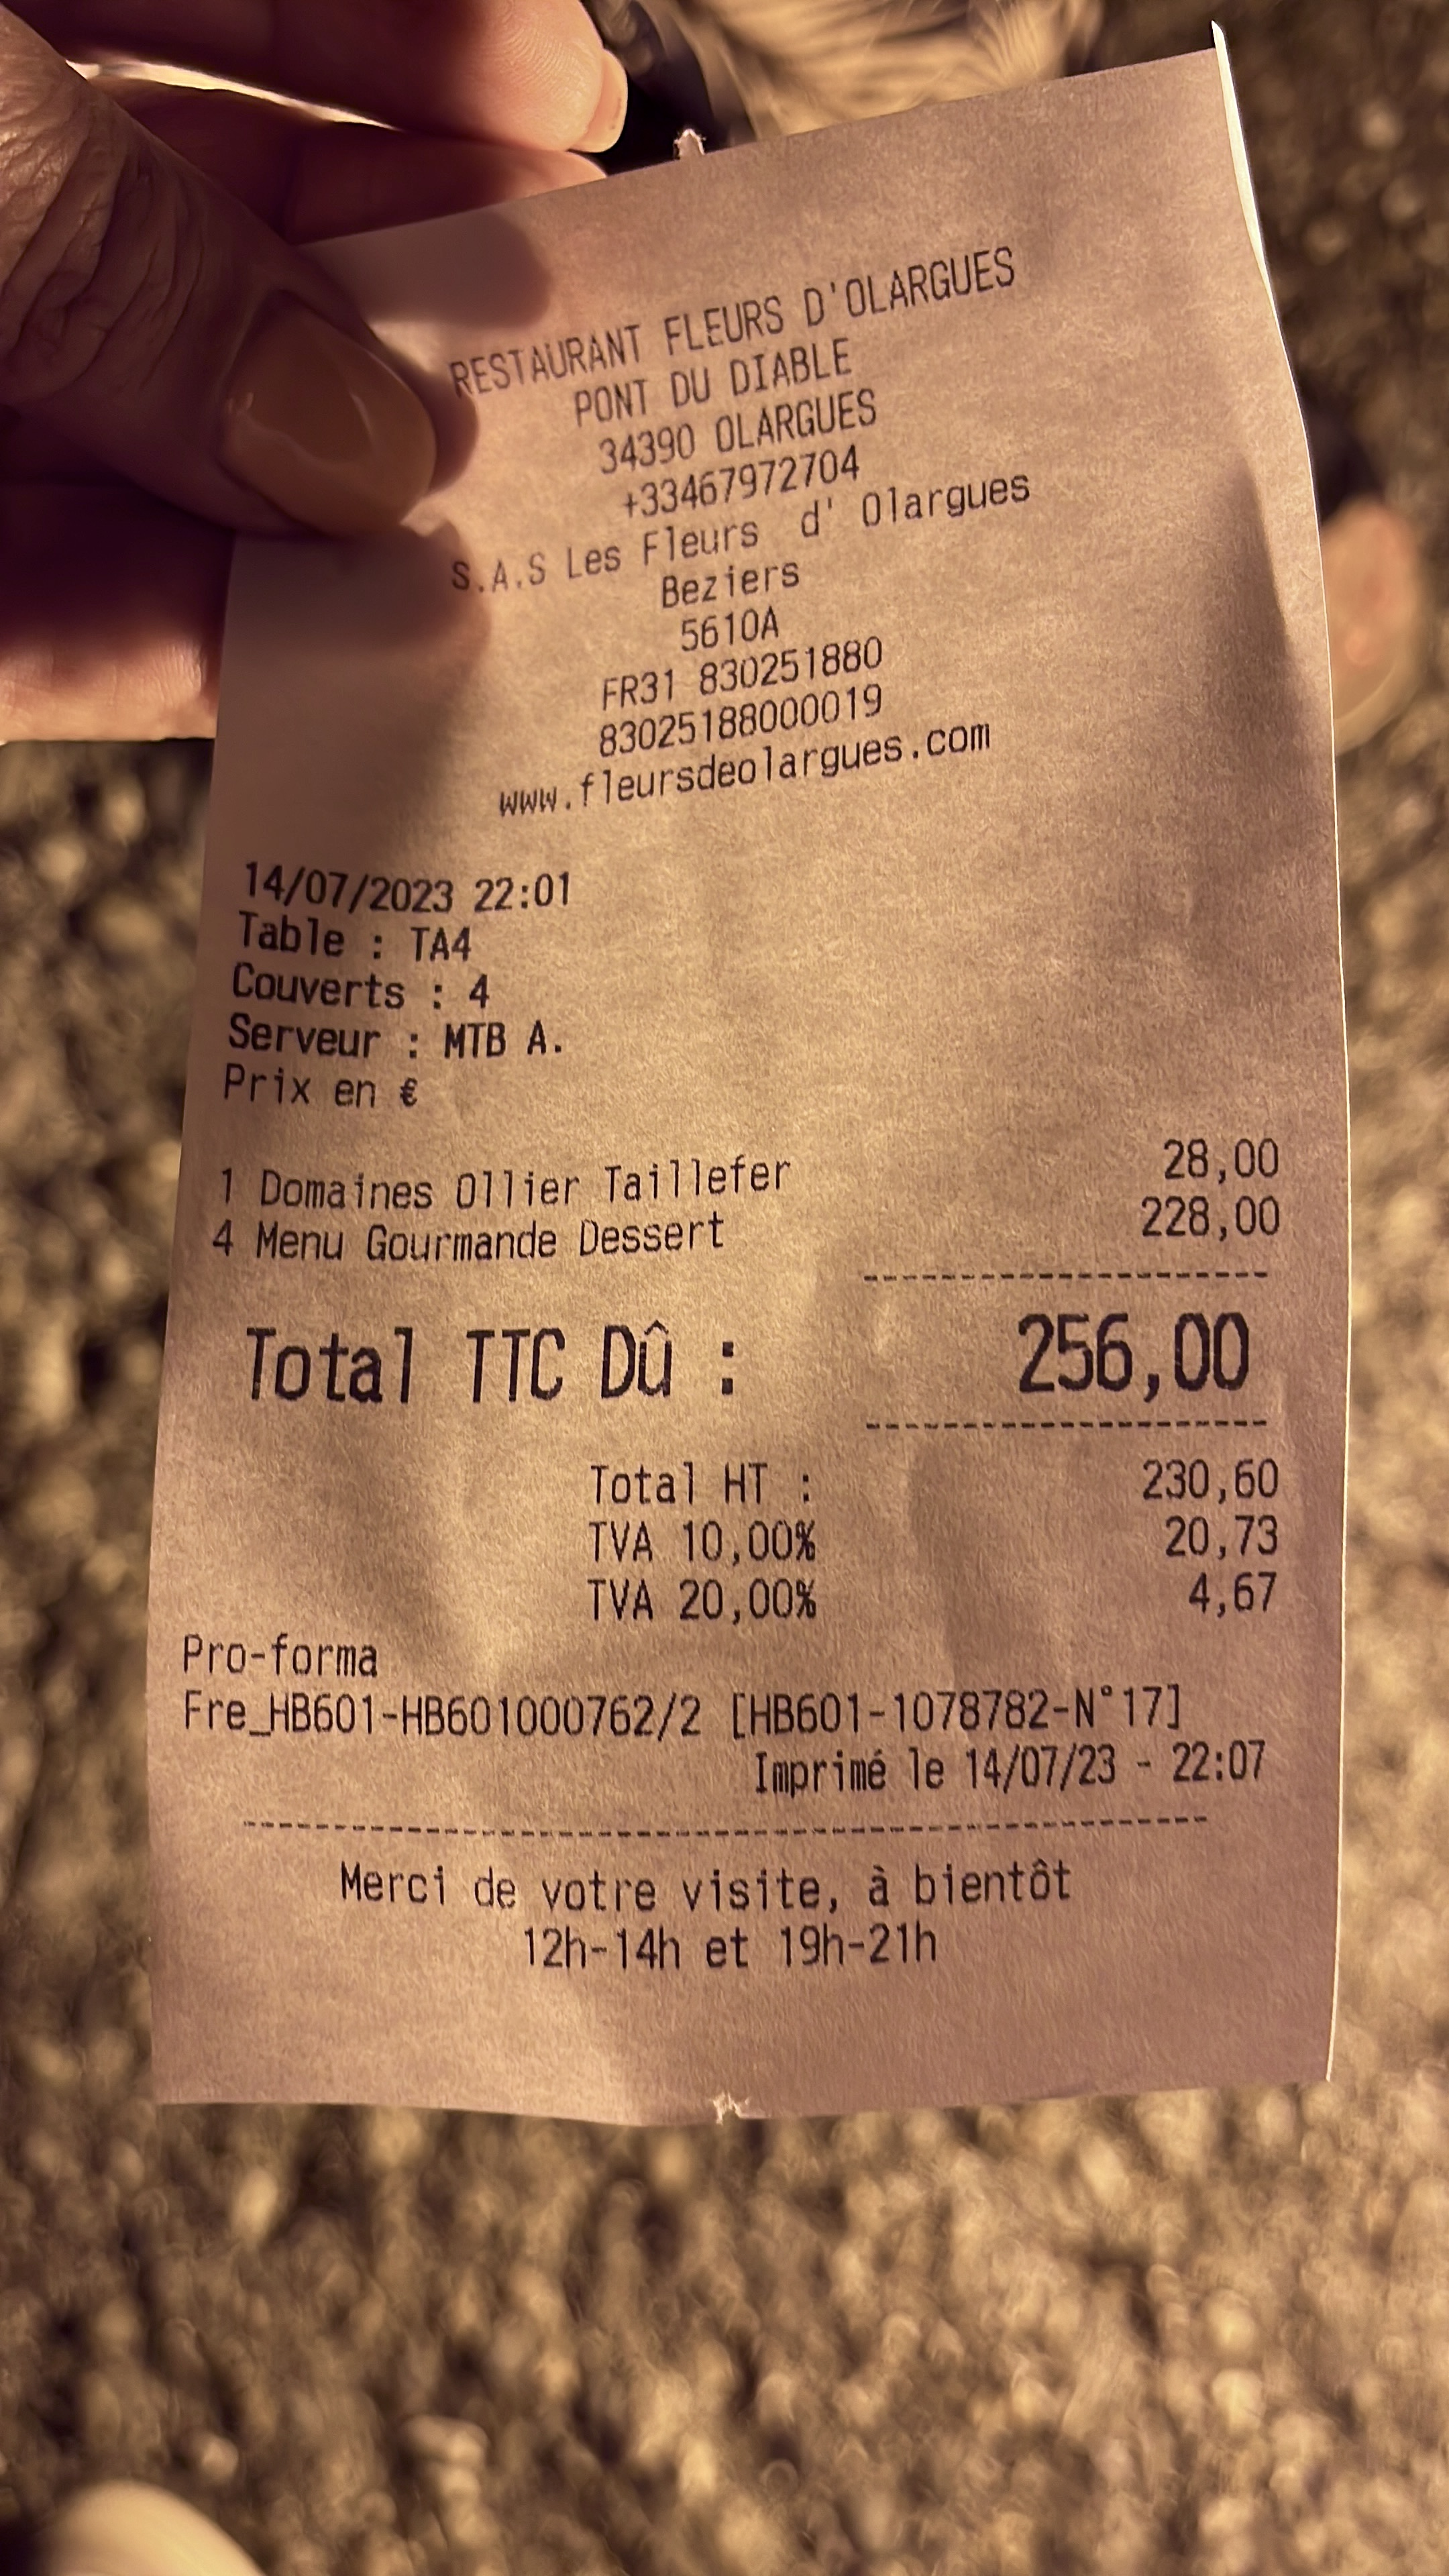 RESTAURANT FLEURS D'OLARGUES
PONT DU DIABLE
34390 OLARGUES
+33467972704
S.A.S Les Fleurs d' Olargues
Beziers
5610A
FR31 830251880
83025188000019
www.fleursdeolargues.com
14/07/2023 22:01
Table : TA4
Couverts : 4
Serveur : MTB A.
Prix en €
1 Domaines Ollier Taillefer 28,00
4 Menu Gourmande Dessert 228,00
Total TTC Dû : 256,00
Total HT : 230,60
TVA 10,00% 20,73
TVA 20,00% 4,67
Pro-forma
Fre_HB601-HB601000762/2 [HB601-1078782-N°17]
Imprimé le 14/07/23 - 22:07
Merci de votre visite, à bientôt
12h-14h et 19h-21h